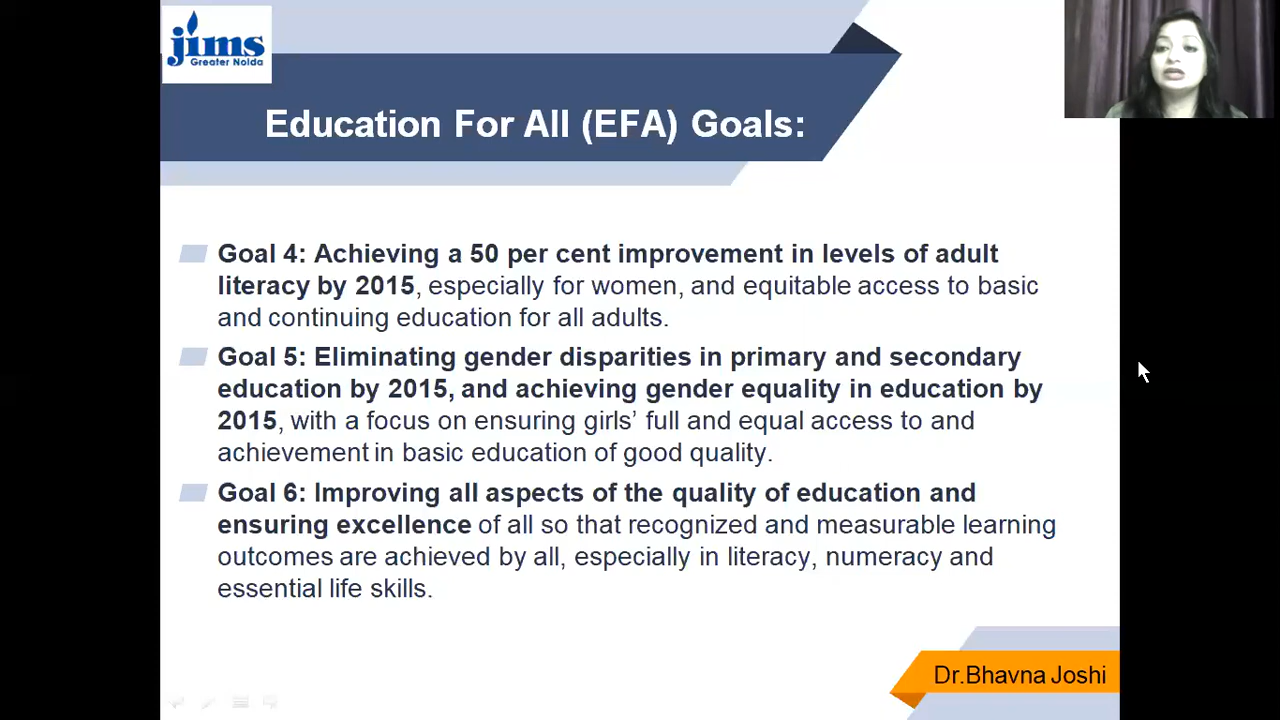 jims
Greater Noida
Education For All (EFA) Goals:
Goal 4: Achieving a 50 per cent improvement in levels of adult
literacy by 2015, especially for women, and equitable access to basic
and continuing education for all adults.
Goal 5: Eliminating gender disparities in primary and secondary
education by 2015, and achieving gender equality in education by
2015, with a focus on ensuring girls’ full and equal access to and
achievement in basic education of good quality.
Goal 6: Improving all aspects of the quality of education and
ensuring excellence of all so that recognized and measurable learning
outcomes are achieved by all, especially in literacy, numeracy and
essential life skills.
Dr.Bhavna Joshi